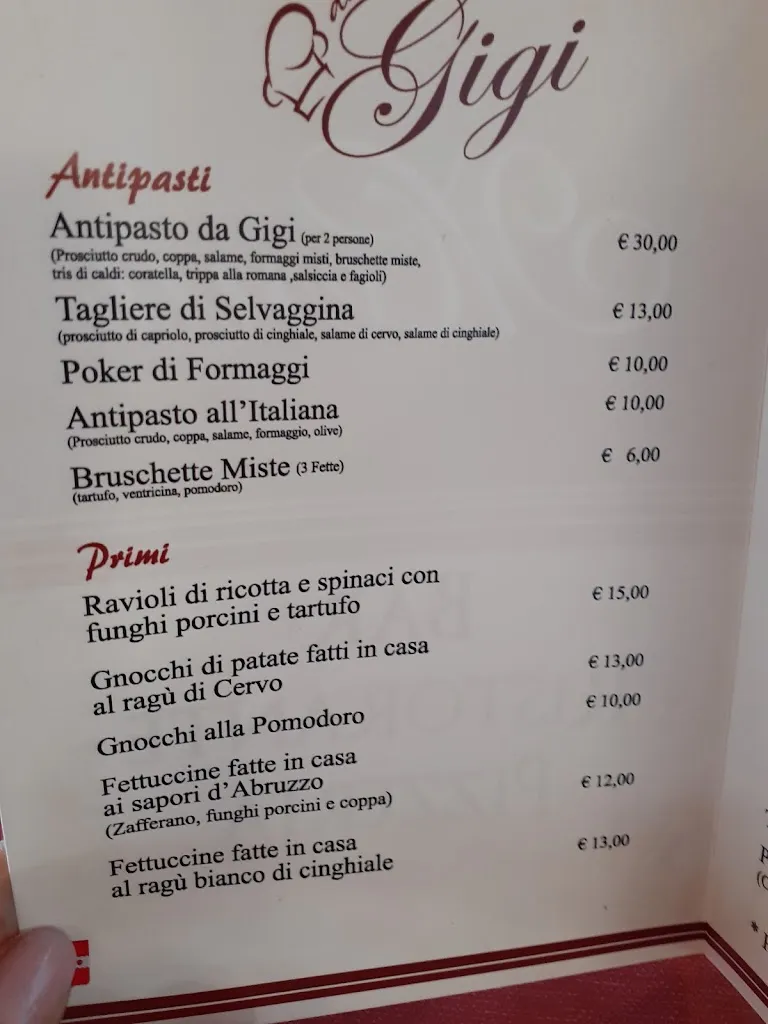 da
Gigi
Antipasti
Antipasto da Gigi (per 2 persone) € 30,00
(Prosciutto crudo, coppa, salame, formaggi misti, bruschette miste,
tris di caldi: coratella, trippa alla romana ,salsiccia e fagioli)
Tagliere di Selvaggina € 13,00
(prosciutto di capriolo, prosciutto di cinghiale, salame di cervo, salame di cinghiale)
Poker di Formaggi € 10,00
Antipasto all'Italiana € 10,00
(Prosciutto crudo, coppa, salame, formaggio, olive)
Bruschette Miste (3 Fette) € 6,00
(tartufo, ventricina, pomodoro)
Primi
Ravioli di ricotta e spinaci con
funghi porcini e tartufo € 15,00
Gnocchi di patate fatti in casa
al ragù di Cervo € 13,00
Gnocchi alla Pomodoro € 10,00
Fettuccine fatte in casa
ai sapori d'Abruzzo € 12,00
(Zafferano, funghi porcini e coppa)
Fettuccine fatte in casa
al ragù bianco di cinghiale € 13,00